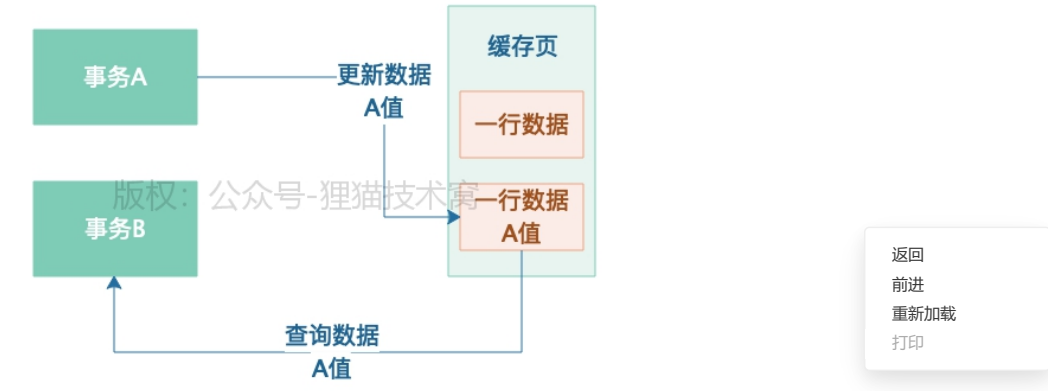 缓存页
事务A
更新数据
A值
一行数据
版权：公众号-狸猫技术窝
一行数据
A值
事务B
查询数据
A值
返回
前进
重新加载
打印